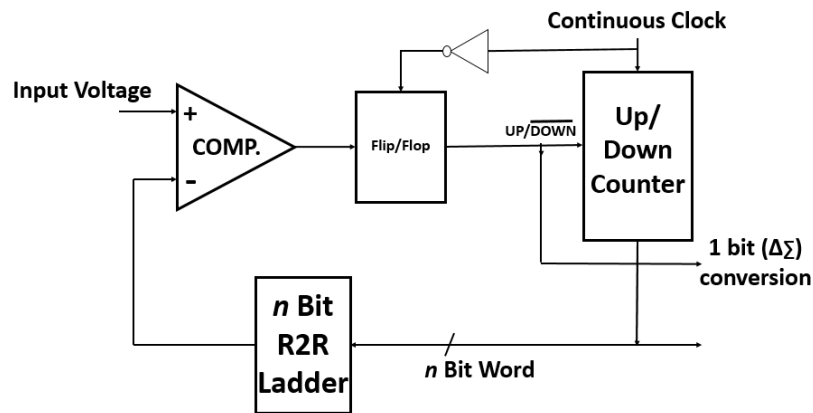 Continuous Clock
Input Voltage
+
COMP.
-
Flip/Flop
UP/DOWN
Up/
Down
Counter
1 bit (Δ∑)
conversion
n Bit
R2R
Ladder
n Bit Word